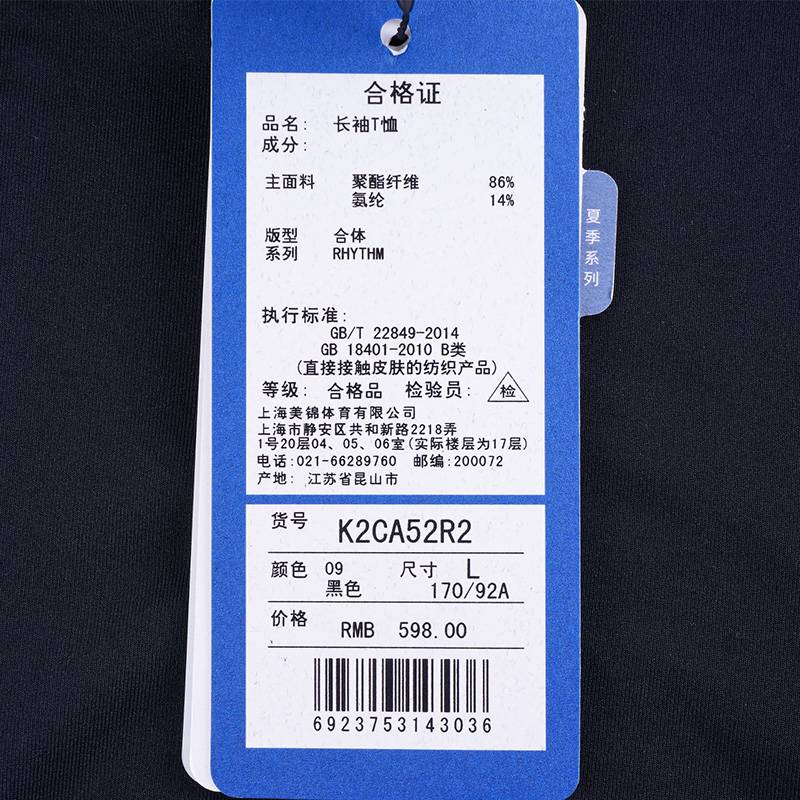 合格证
品名: 长袖T恤
成分:
主面料 聚酯纤维 86%
氨纶 14%
版型 合体
系列 RHYTHM
执行标准:
GB/T 22849-2014
GB 18401-2010 B类
(直接接触皮肤的纺织产品)
等级: 合格品 检验员: 检
上海美锦体育有限公司
上海市静安区共和新路2218弄
1号20层04、05、06室(实际楼层为17层)
电话:021-66289760 邮编:200072
产地: 江苏省昆山市
货号 K2CA52R2
颜色 09 尺寸 L
黑色 170/92A
价格
RMB 598.00
6923753143036
夏季系列